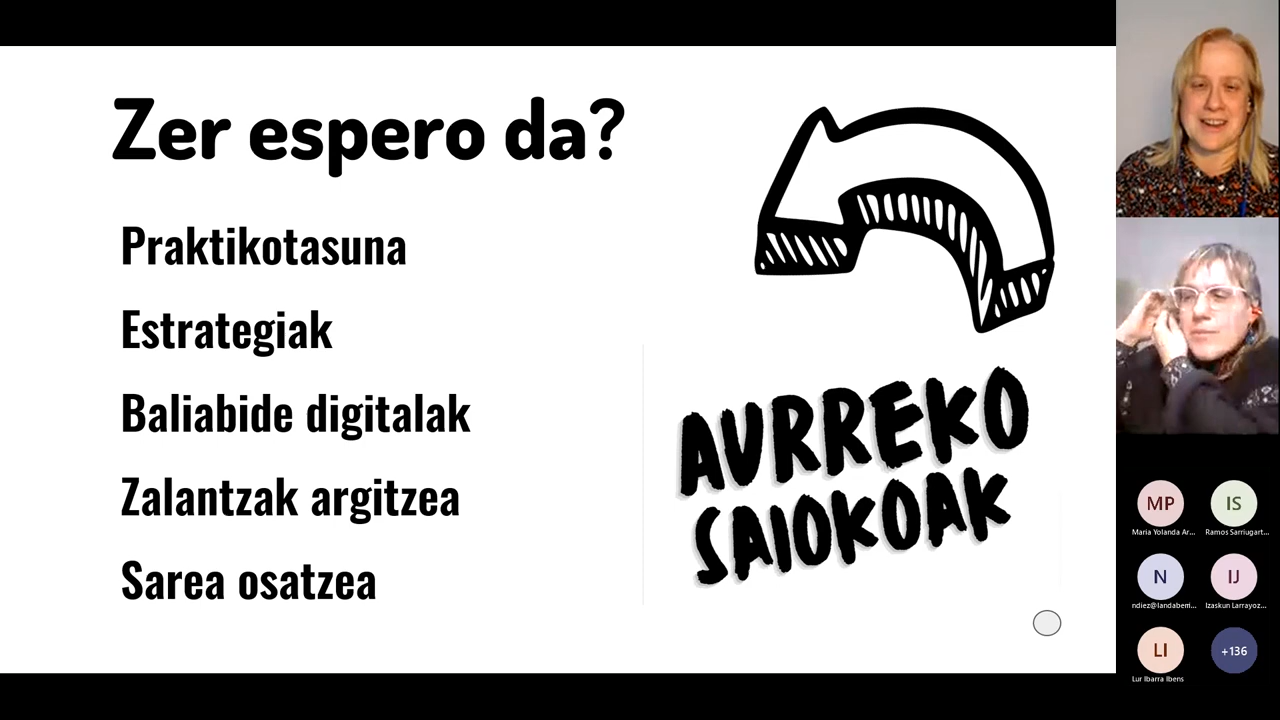 Zer espero da?
Praktikotasuna
Estrategiak
Baliabide digitalak
Zalantzak argitzea
Sarea osatzea
AURREKO
SAIOKOAK
MP
IS
Maria Yolanda Ar...
Ramos Sarriugart...
N
IJ
ndiez@landaberri...
Izaskun Larrayoz...
LI
+136
Lur Ibarra Ibens